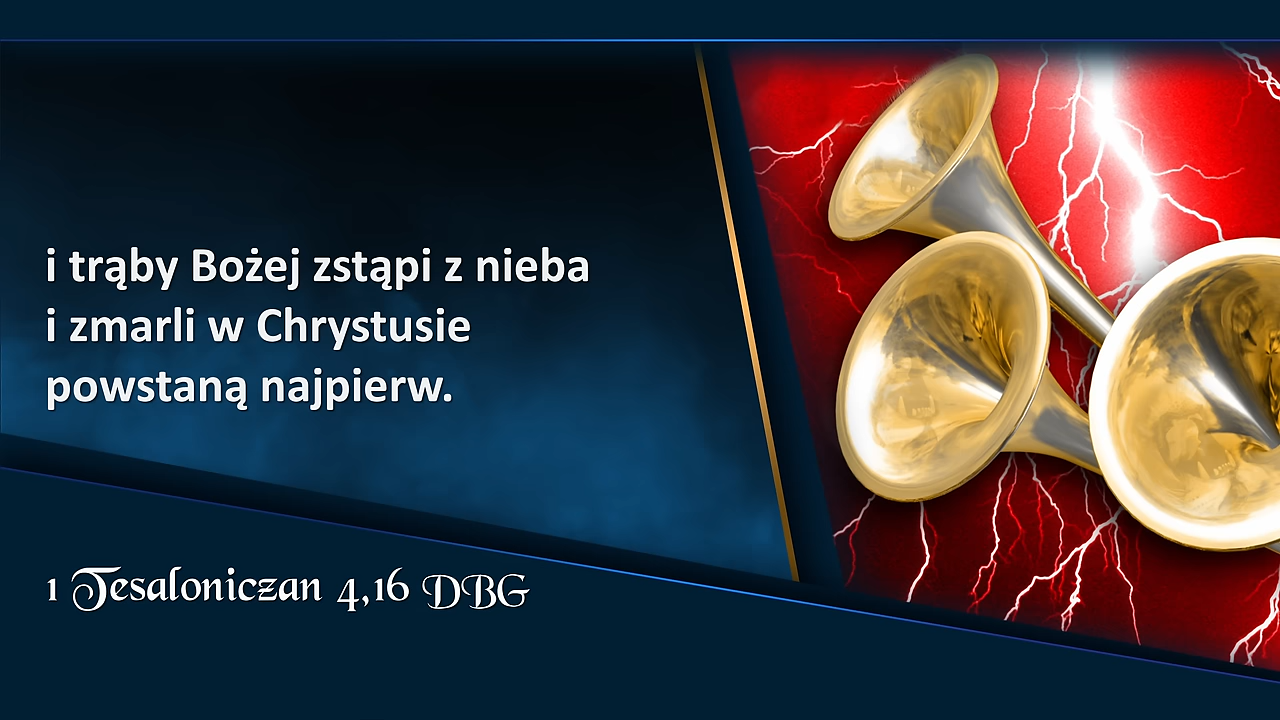 i trąby Bożej zstąpi z nieba
i zmarli w Chrystusie
powstaną najpierw.
1 Tesaloniczan 4,16 DBG